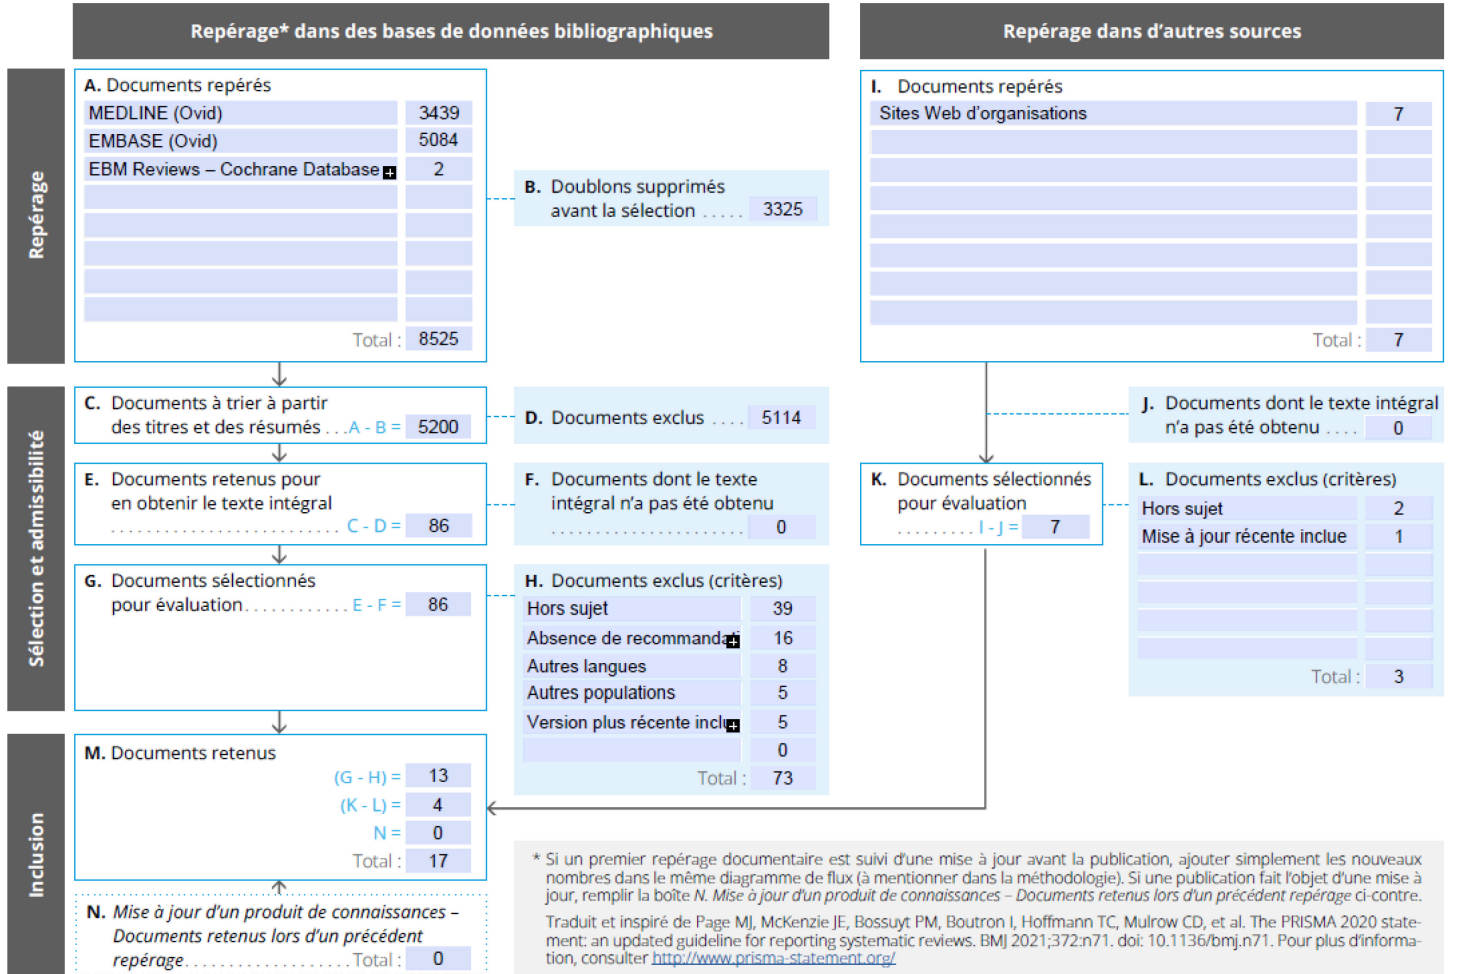 Repérage* dans des bases de données bibliographiques
Repérage dans d'autres sources
Repérage
A. Documents repérés
MEDLINE (Ovid) 3439
EMBASE (Ovid) 5084
EBM Reviews – Cochrane Database 2
Total : 8525
B. Doublons supprimés
avant la sélection ..... 3325
I. Documents repérés
Sites Web d'organisations 7
Total : 7
Sélection et admissibilité
C. Documents à trier à partir
des titres et des résumés ...A - B = 5200
D. Documents exclus .... 5114
J. Documents dont le texte intégral
n'a pas été obtenu .... 0
E. Documents retenus pour
en obtenir le texte intégral
.......................... C - D = 86
F. Documents dont le texte
intégral n'a pas été obtenu
...................... 0
K. Documents sélectionnés
pour évaluation
......... I - J = 7
L. Documents exclus (critères)
Hors sujet 2
Mise à jour récente inclue 1
Total : 3
G. Documents sélectionnés
pour évaluation............ E - F = 86
H. Documents exclus (critères)
Hors sujet 39
Absence de recommandati 16
Autres langues 8
Autres populations 5
Version plus récente inclu 5
0
Total : 73
Inclusion
M. Documents retenus
(G - H) = 13
(K - L) = 4
N = 0
Total : 17
N. Mise à jour d'un produit de connaissances –
Documents retenus lors d'un précédent
repérage...................Total : 0
* Si un premier repérage documentaire est suivi d'une mise à jour avant la publication, ajouter simplement les nouveaux
nombres dans le même diagramme de flux (à mentionner dans la méthodologie). Si une publication fait l'objet d'une mise à
jour, remplir la boîte N. Mise à jour d'un produit de connaissances – Documents retenus lors d'un précédent repérage ci-contre.
Traduit et inspiré de Page MJ, McKenzie JE, Bossuyt PM, Boutron I, Hoffmann TC, Mulrow CD, et al. The PRISMA 2020 state-
ment: an updated guideline for reporting systematic reviews. BMJ 2021;372:n71. doi: 10.1136/bmj.n71. Pour plus d'informa-
tion, consulter http://www.prisma-statement.org/